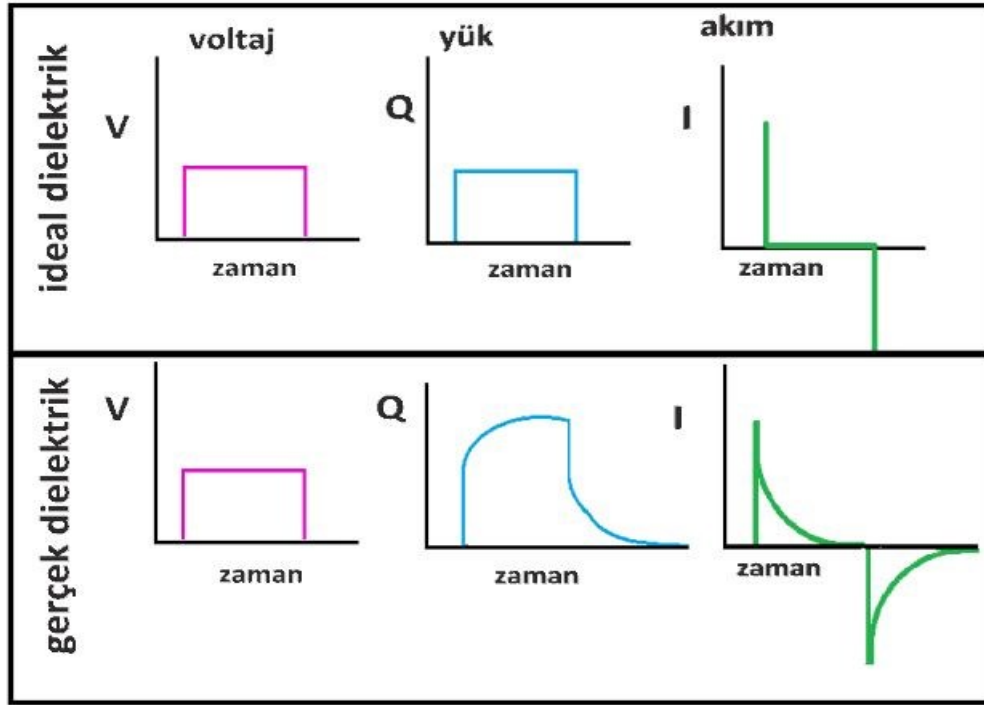 ideal dielektrik
voltaj
yük
akım
V
Q
I
zaman
zaman
zaman
gerçek dielektrik
V
Q
I
zaman
zaman
zaman